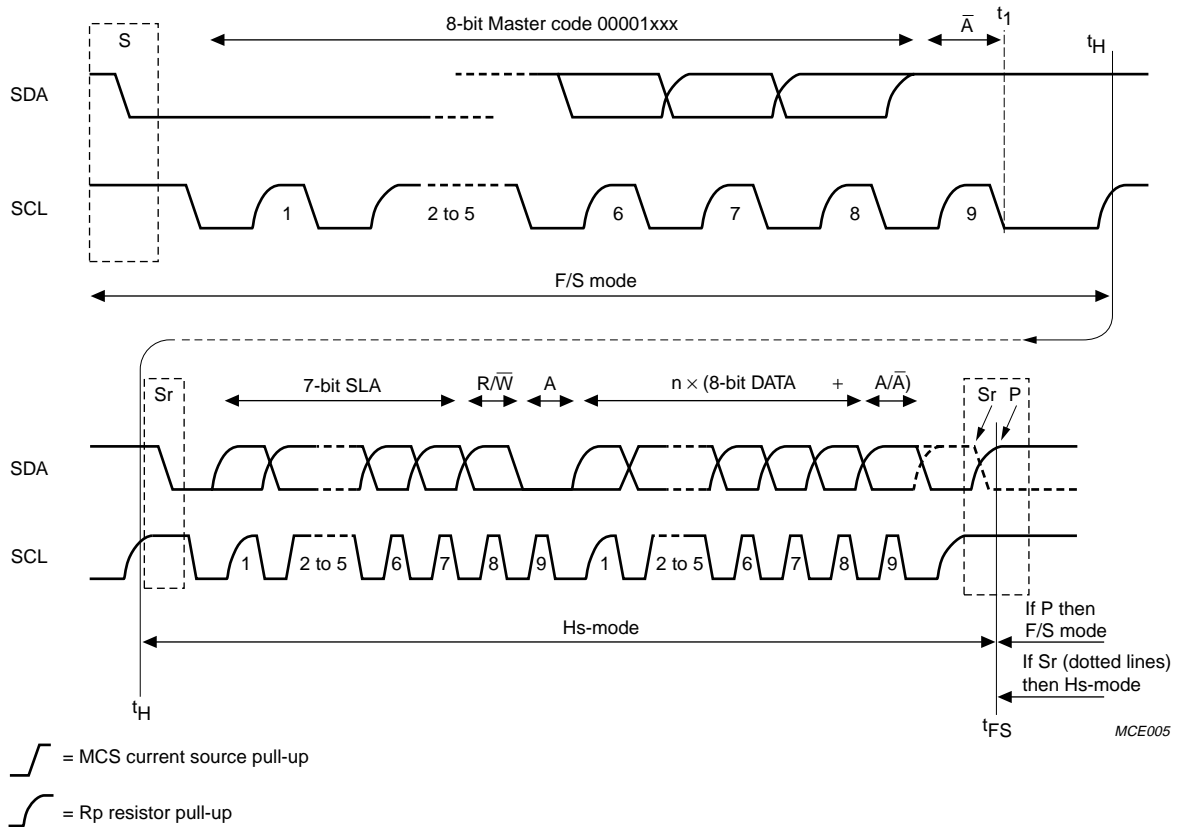 8-bit Master code 00001xxx
A̅
t1
S
tH
SDA
SCL
1
2 to 5
6
7
8
9
F/S mode
Sr
7-bit SLA
R/W̅
A
n × (8-bit DATA + A/A̅)
Sr P
SDA
SCL
1
2 to 5
6
7
8
9
1
2 to 5
6
7
8
9
Hs-mode
If P then
F/S mode
If Sr (dotted lines)
then Hs-mode
tH
tFS
MCE005
= MCS current source pull-up
= Rp resistor pull-up